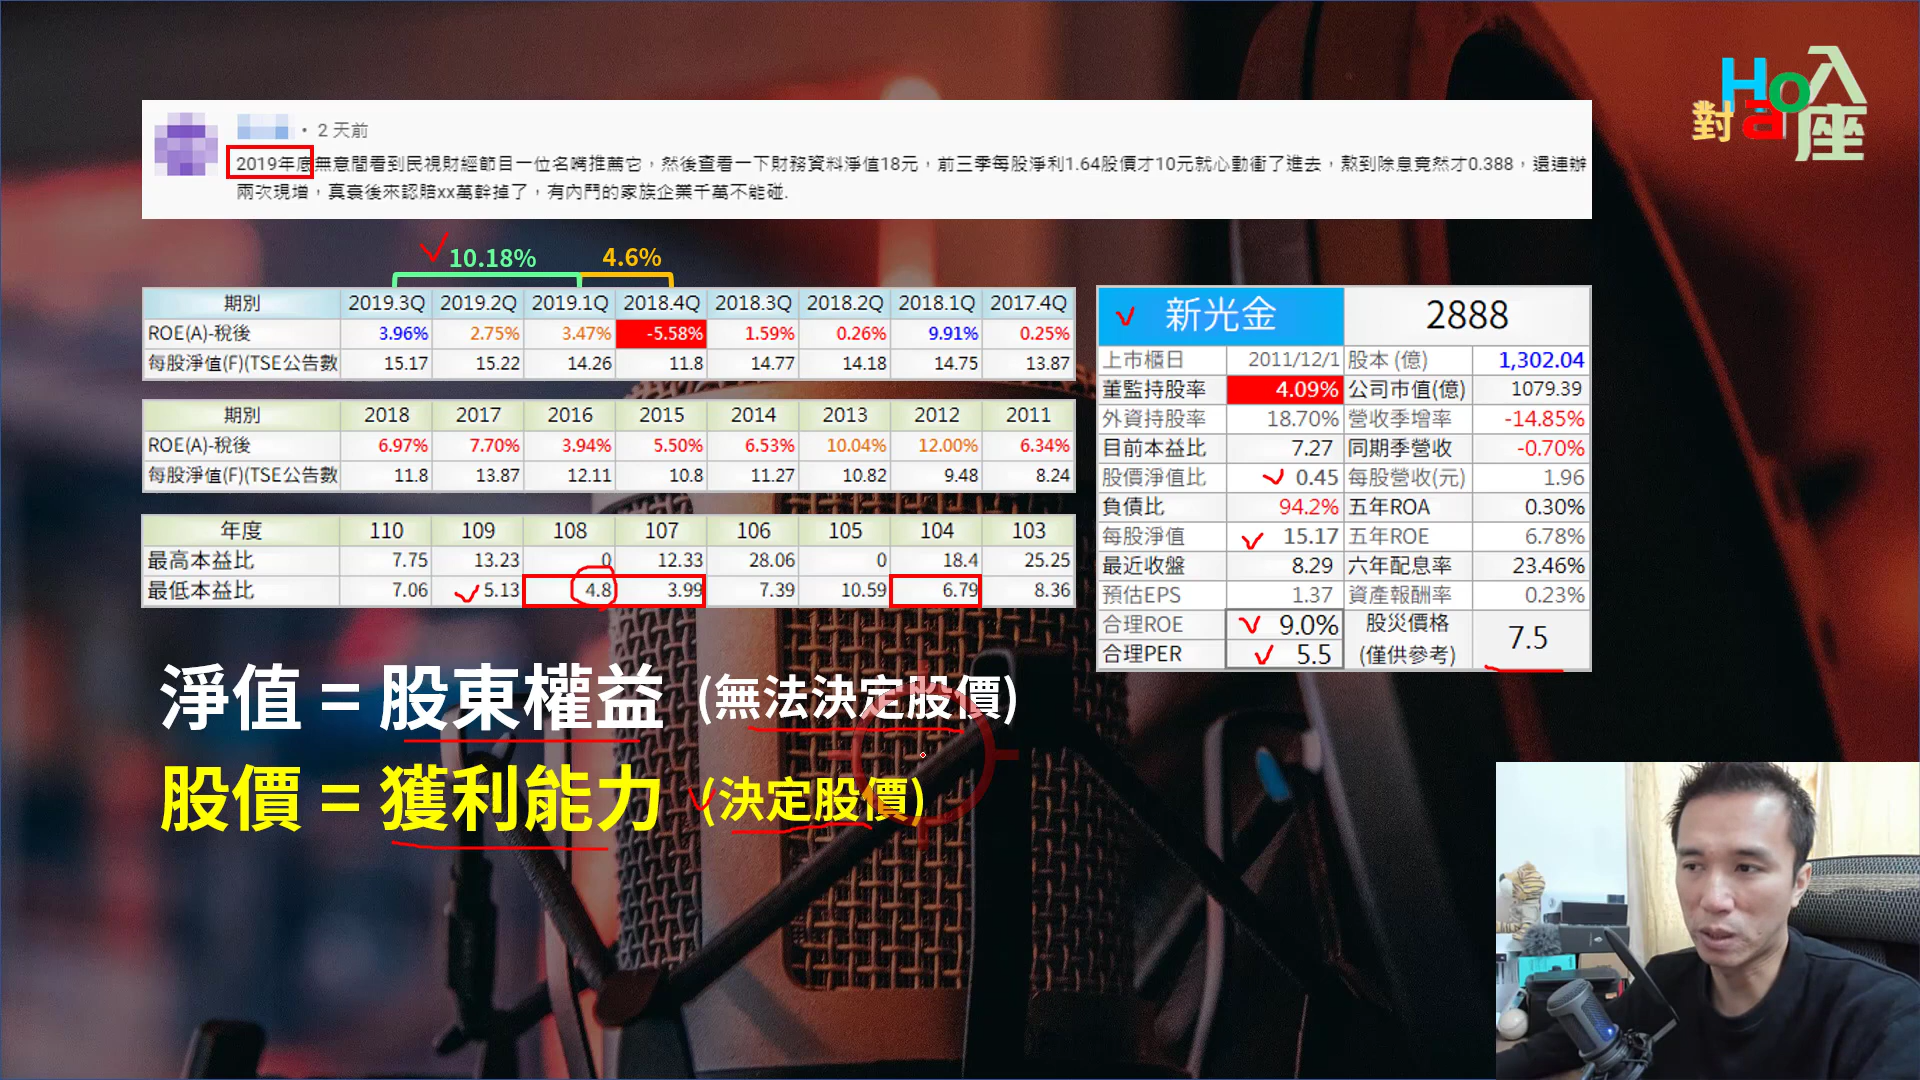 Hao
對
a
入座
• 2 天前
2019年底無意間看到民視財經節目一位名嘴推薦它，然後查看一下財務資料淨值18元，前三季每股淨利1.64股價才10元就心動衝了進去，熬到除息竟然才0.388，還連辦
兩次現增，真衰後來認賠xx萬幹掉了，有內鬥的家族企業千萬不能碰.
10.18% 4.6%
期別 2019.3Q 2019.2Q 2019.1Q 2018.4Q 2018.3Q 2018.2Q 2018.1Q 2017.4Q
ROE(A)-稅後 3.96% 2.75% 3.47% -5.58% 1.59% 0.26% 9.91% 0.25%
每股淨值(F)(TSE公告數 15.17 15.22 14.26 11.8 14.77 14.18 14.75 13.87
期別 2018 2017 2016 2015 2014 2013 2012 2011
ROE(A)-稅後 6.97% 7.70% 3.94% 5.50% 6.53% 10.04% 12.00% 6.34%
每股淨值(F)(TSE公告數 11.8 13.87 12.11 10.8 11.27 10.82 9.48 8.24
年度 110 109 108 107 106 105 104 103
最高本益比 7.75 13.23 0 12.33 28.06 0 18.4 25.25
最低本益比 7.06 5.13 4.8 3.99 7.39 10.59 6.79 8.36
新光金 2888
上市櫃日 2011/12/1 股本 (億) 1,302.04
董監持股率 4.09% 公司市值(億) 1079.39
外資持股率 18.70% 營收季增率 -14.85%
目前本益比 7.27 同期季營收 -0.70%
股價淨值比 0.45 每股營收(元) 1.96
負債比 94.2% 五年ROA 0.30%
每股淨值 15.17 五年ROE 6.78%
最近收盤 8.29 六年配息率 23.46%
預估EPS 1.37 資產報酬率 0.23%
合理ROE 9.0% 股災價格 7.5
合理PER 5.5 (僅供參考)
淨值 = 股東權益 (無法決定股價)
股價 = 獲利能力 (決定股價)